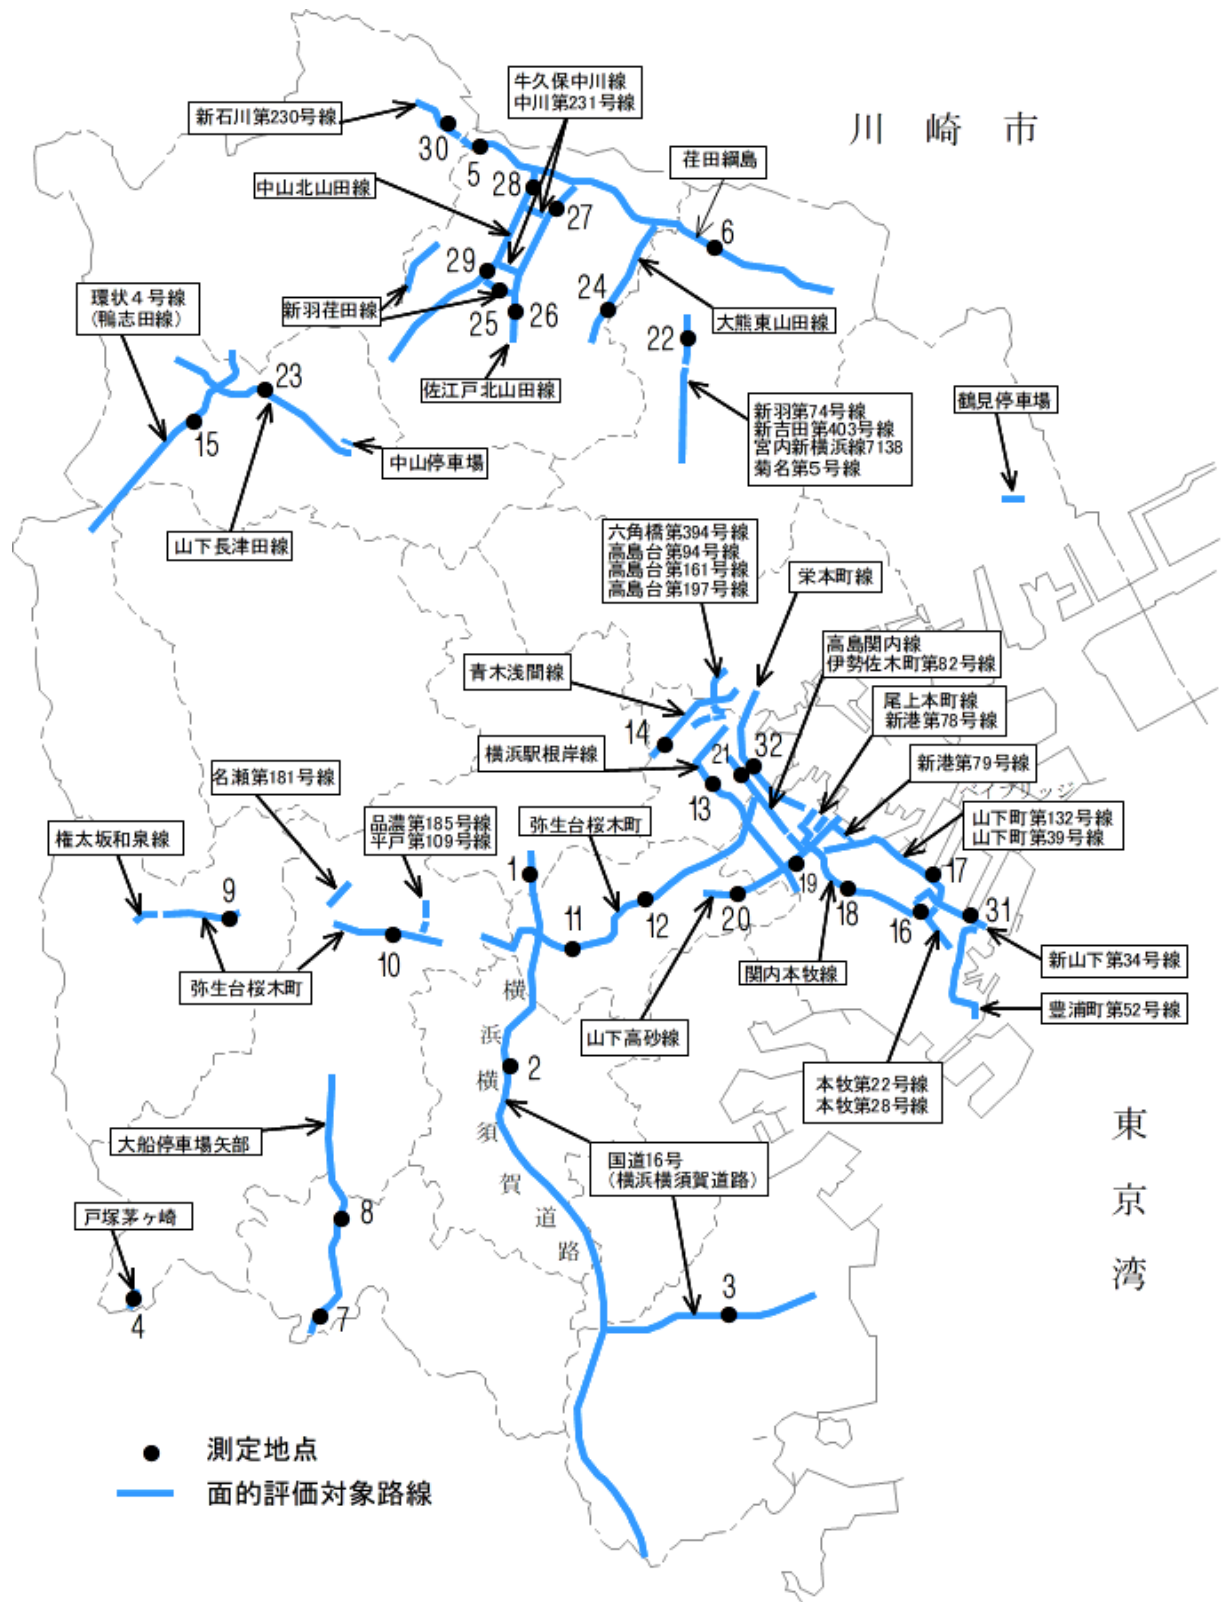 牛久保中川線
中川第231号線
新石川第230号線
川崎市
30
5
荏田綱島
中山北山田線
28
27
6
29
24
環状４号線
（鴨志田線）
新羽荏田線
25
26
大熊東山田線
22
23
佐江戸北山田線
鶴見停車場
15
新羽第74号線
新吉田第403号線
宮内新横浜線7138
菊名第５号線
中山停車場
山下長津田線
六角橋第394号線
高島台第94号線
高島台第161号線
高島台第197号線
栄本町線
高島関内線
伊勢佐木町第82号線
青木浅間線
尾上本町線
新港第78号線
14
横浜駅根岸線
21
32
新港第79号線
名瀬第181号線
13
ベイブリッジ
品濃第185号線
平戸第109号線
弥生台桜木町
山下町第132号線
山下町第39号線
権太坂和泉線
1
9
19
17
11
12
20
18
31
16
10
新山下第34号線
弥生台桜木町
関内本牧線
豊浦町第52号線
山下高砂線
2
本牧第22号線
本牧第28号線
横浜横須賀道路
東京湾
大船停車場矢部
国道16号
（横浜横須賀道路）
戸塚茅ヶ崎
8
3
4
7
測定地点
面的評価対象路線